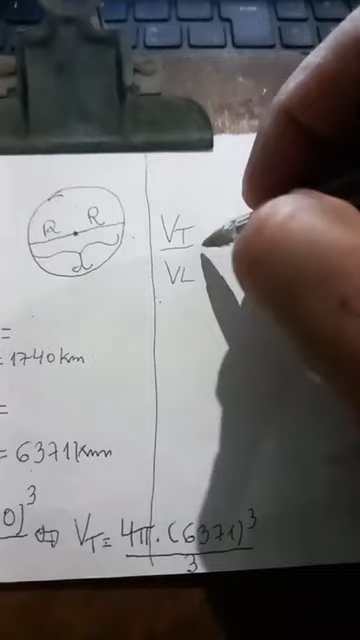 R R
d
VT
VL
=
= 1740 km
=
= 6371 km
0)³ ⇔ VT = 4π.(6371)³
3